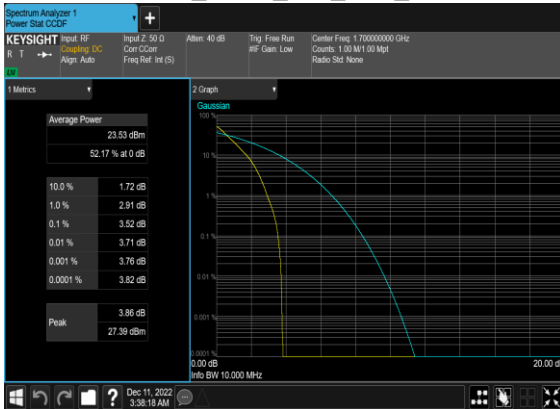 Spectrum Analyzer 1
Power Stat CCDF
+
KEYSIGHT
R T
LW
Input: RF
Coupling: DC
Align: Auto
Input Z: 50 Ω
Corr CCorr
Freq Ref: Int (S)
Atten: 40 dB
Trig: Free Run
#IF Gain: Low
Center Freq: 1.700000000 GHz
Counts: 1.00 M/1.00 Mpt
Radio Std: None
1 Metrics
Average Power
23.53 dBm
52.17 % at 0 dB
10.0 % 1.72 dB
1.0 % 2.91 dB
0.1 % 3.52 dB
0.01 % 3.71 dB
0.001 % 3.76 dB
0.0001 % 3.82 dB
Peak
3.86 dB
27.39 dBm
2 Graph
Gaussian
100 %
10 %
1 %
0.1 %
0.01 %
0.001 %
0.0001 %
0.00 dB
20.00 d
Info BW 10.000 MHz
?
Dec 11, 2022
3:38:18 AM